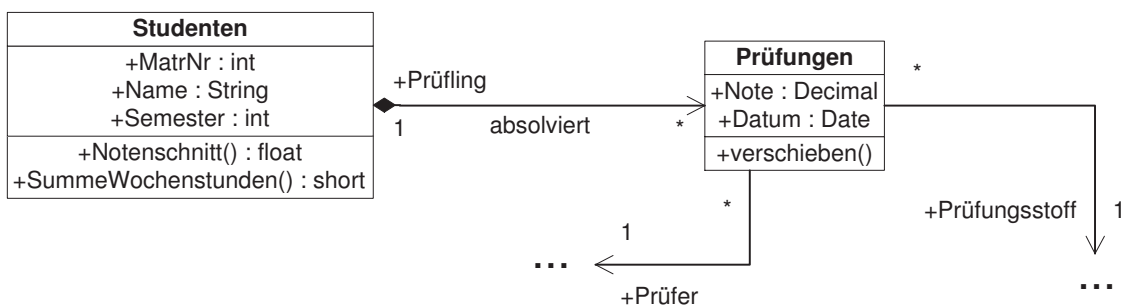 Studenten
+MatrNr : int
+Name : String
+Semester : int
+Notenschnitt() : float
+SummeWochenstunden() : short
+Prüfling
1
absolviert
*
Prüfungen
+Note : Decimal
+Datum : Date
+verschieben()
*
+Prüfungsstoff
1
...
*
1
...
+Prüfer